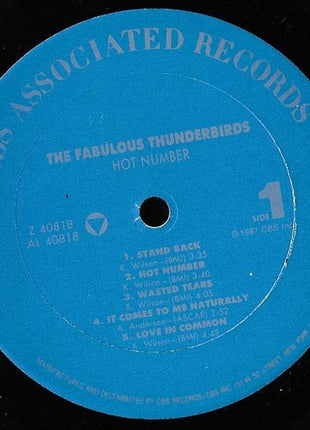 BS ASSOCIATED RECORDS
THE FABULOUS THUNDERBIRDS
HOT NUMBER
Z 40818
AL 40818
SIDE 1
℗1987 CBS Inc.
1. STAND BACK
K. Wilson–(BMI) 3:35
2. HOT NUMBER
K. Wilson–(BMI) 3:40
3. WASTED TEARS
K. Wilson–(BMI) 4:05
4. IT COMES TO ME NATURALLY
A. Anderson–(ASCAP) 2:52
5. LOVE IN COMMON
Wilson–(BMI) 4:48
MANUFACTURED AND DISTRIBUTED BY CBS RECORDS/CBS INC. /51 W. 52 STREET, NEW YORK,